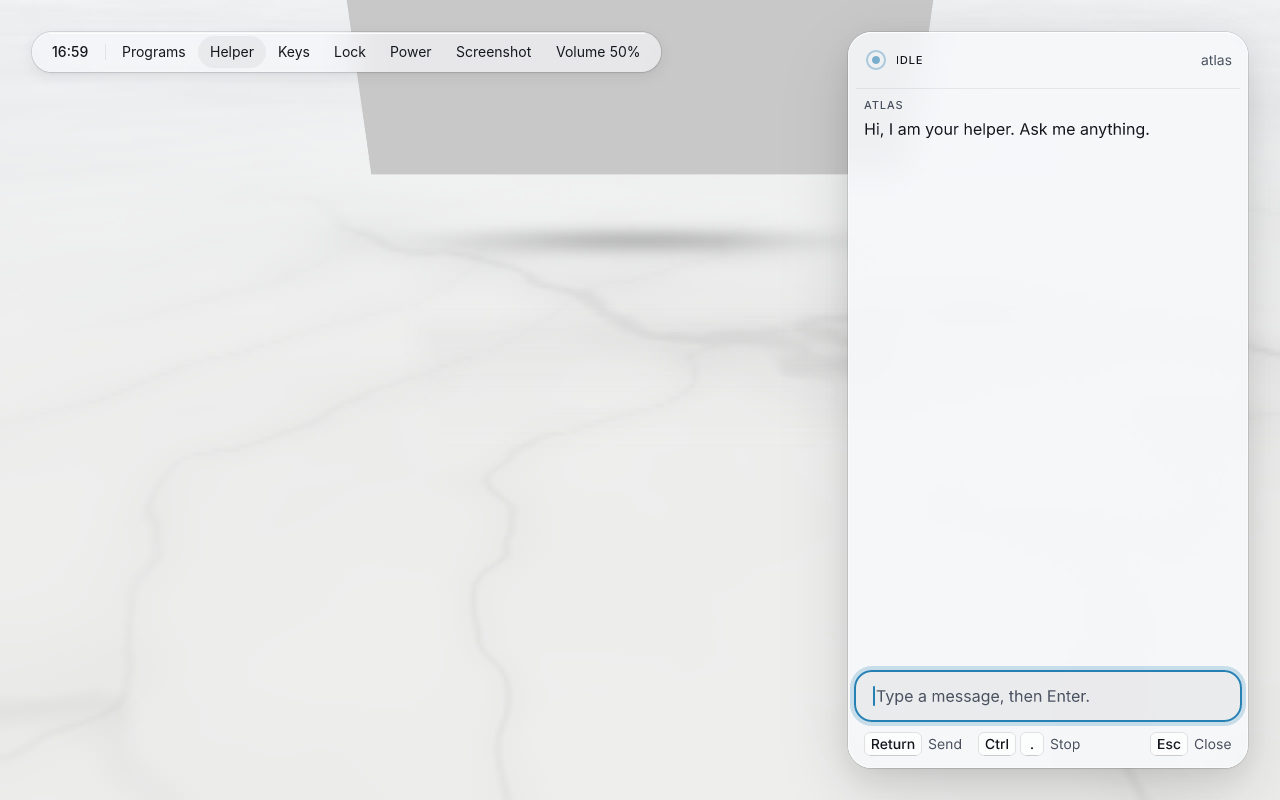 16:59 Programs Helper Keys Lock Power Screenshot Volume 50%
IDLE atlas
ATLAS
Hi, I am your helper. Ask me anything.
Type a message, then Enter.
Return Send Ctrl . Stop Esc Close